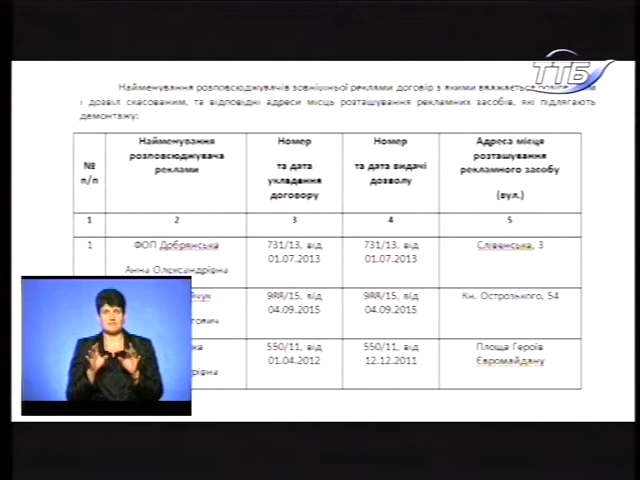 ТТБ
Найменування розповсюджувачів зовнішньої реклами договір з якими вважається
і дозвіл скасованим, та відповідні адреси місць розташування рекламних засобів, які підлягають
демонтажу:
№ п/п
Найменування розповсюджувача реклами
Номер та дата укладення договору
Номер та дата видачі дозволу
Адреса місця розташування рекламного засобу (вул.)
1 2 3 4 5
1
ФОП Добрянська
Анна Олександрівна
731/13, від
01.07.2013
731/13, від
01.07.2013
Слівенська, 3
988/15, від
04.09.2015
988/15, від
04.09.2015
Кн. Острозького, 54
550/11, від
01.04.2012
550/11, від
12.12.2011
Площа Героїв
Євромайдану